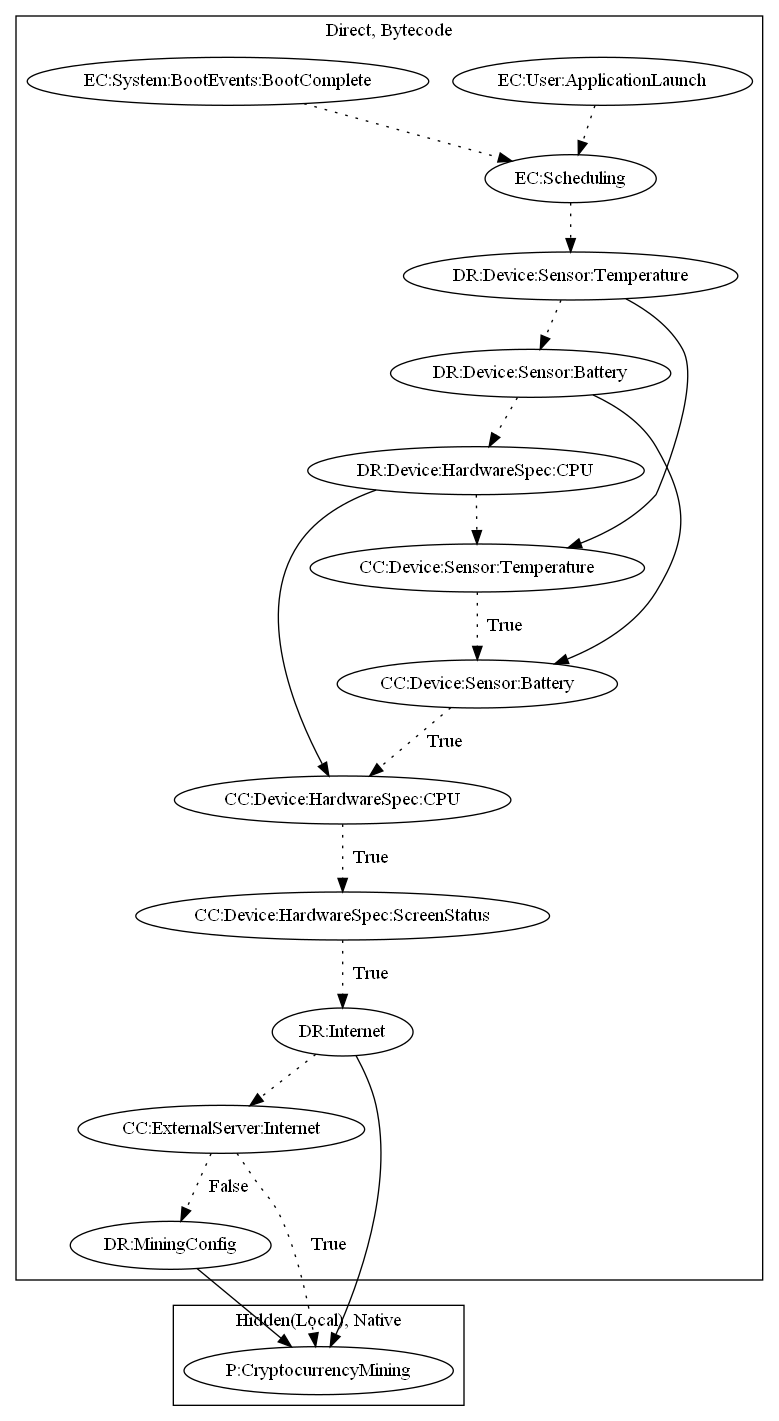 Direct, Bytecode
EC:System:BootEvents:BootComplete
EC:User:ApplicationLaunch
EC:Scheduling
DR:Device:Sensor:Temperature
DR:Device:Sensor:Battery
DR:Device:HardwareSpec:CPU
CC:Device:Sensor:Temperature
True
CC:Device:Sensor:Battery
True
CC:Device:HardwareSpec:CPU
True
CC:Device:HardwareSpec:ScreenStatus
True
DR:Internet
CC:ExternalServer:Internet
False
DR:MiningConfig
True
Hidden(Local), Native
P:CryptocurrencyMining